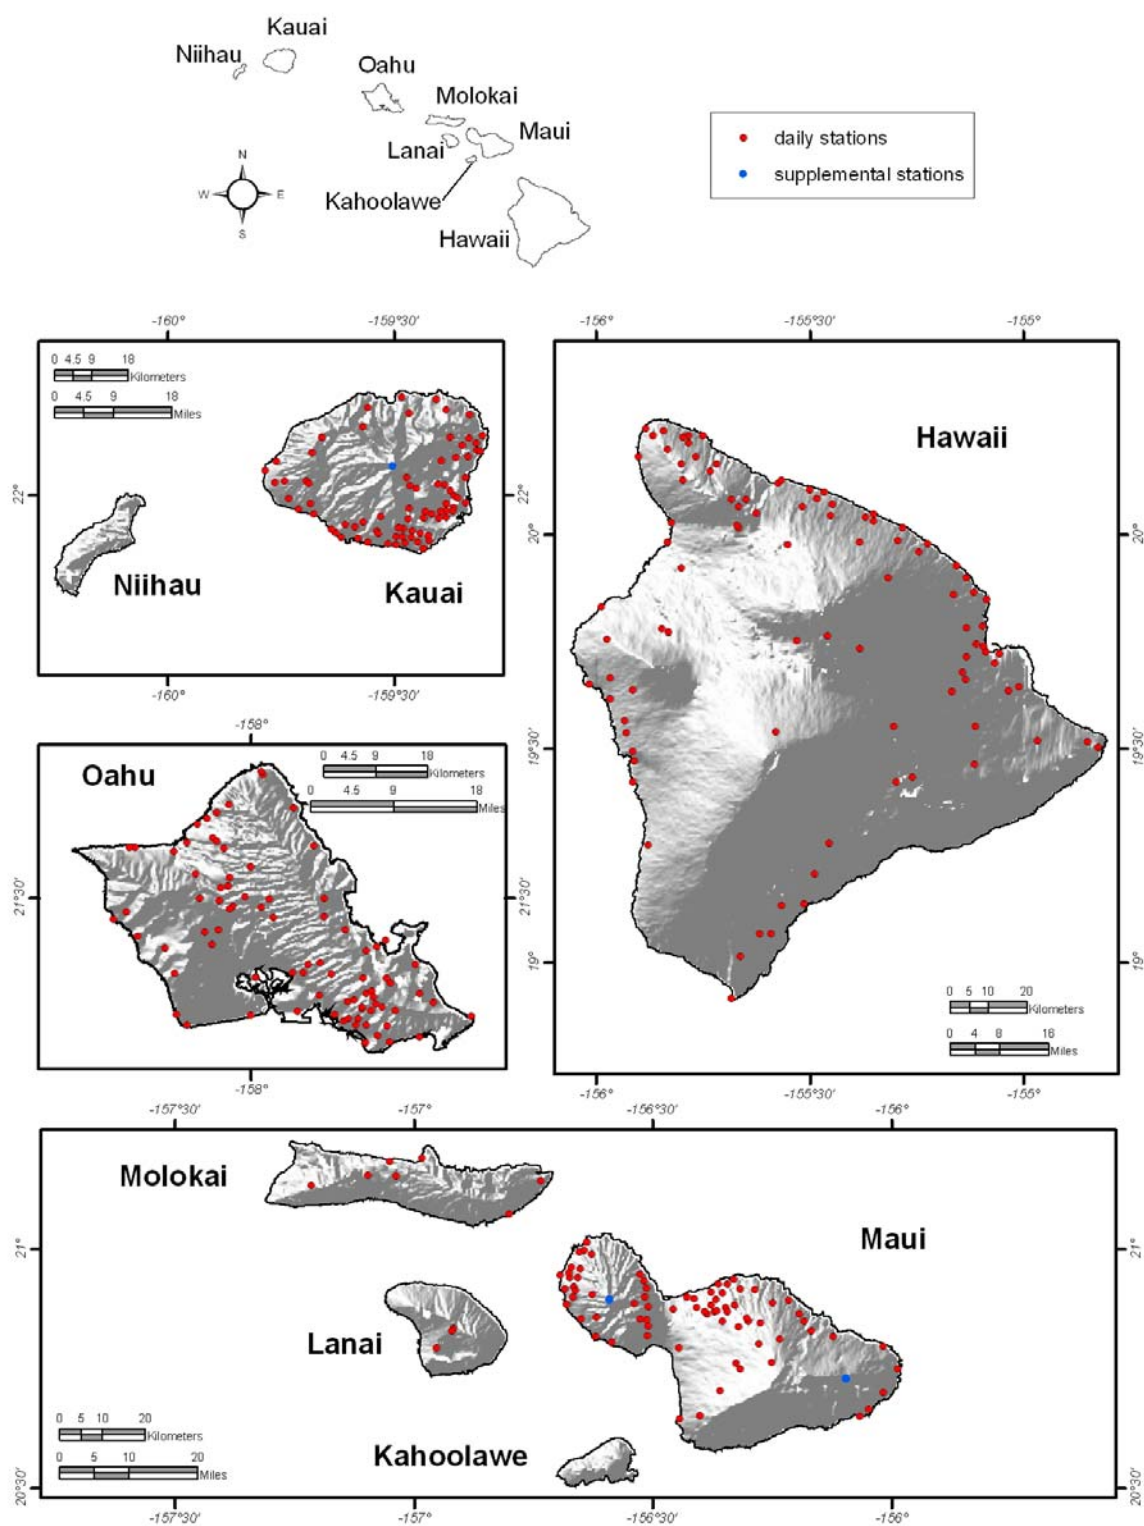 Kauai
Niihau
Oahu
Molokai
Maui
Lanai
Kahoolawe
Hawaii
N
W E
S
daily stations
supplemental stations
-160° -159°30'
0 4.5 9 18
Kilometers
0 4.5 9 18
Miles
22° 22°
Niihau
Kauai
-160° -159°30'
-156° -155°30' -155°
Hawaii
20° 20°
19°30' 19°30'
19° 19°
0 5 10 20
Kilometers
0 4 8 16
Miles
-156° -155°30' -155°
-158°
Oahu
0 4.5 9 18
Kilometers
0 4.5 9 18
Miles
21°30' 21°30'
-158°
-157°30' -157° -156°30' -156°
Molokai
Maui
21° 21°
Lanai
Kahoolawe
0 5 10 20
Kilometers
0 5 10 20
Miles
20°30' 20°30'
-157°30' -157° -156°30' -156°